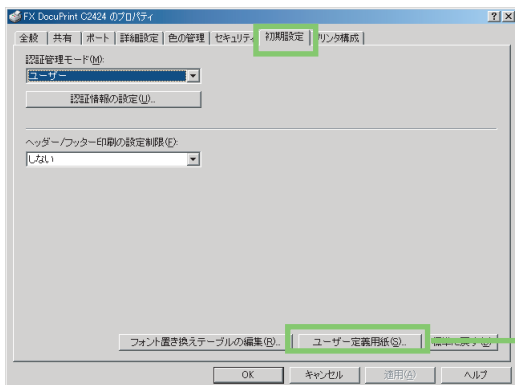 FX DocuPrint C2424 のプロパティ
全般 共有 ポート 詳細設定 色の管理 セキュリティ 初期設定 プリンタ構成
認証管理モード(M):
ユーザー
認証情報の設定(U)...
ヘッダー/フッター印刷の設定制限(F):
しない
フォント置き換えテーブルの編集(R)... ユーザー定義用紙(S)... 標準に戻す
OK キャンセル 適用(A) ヘルプ